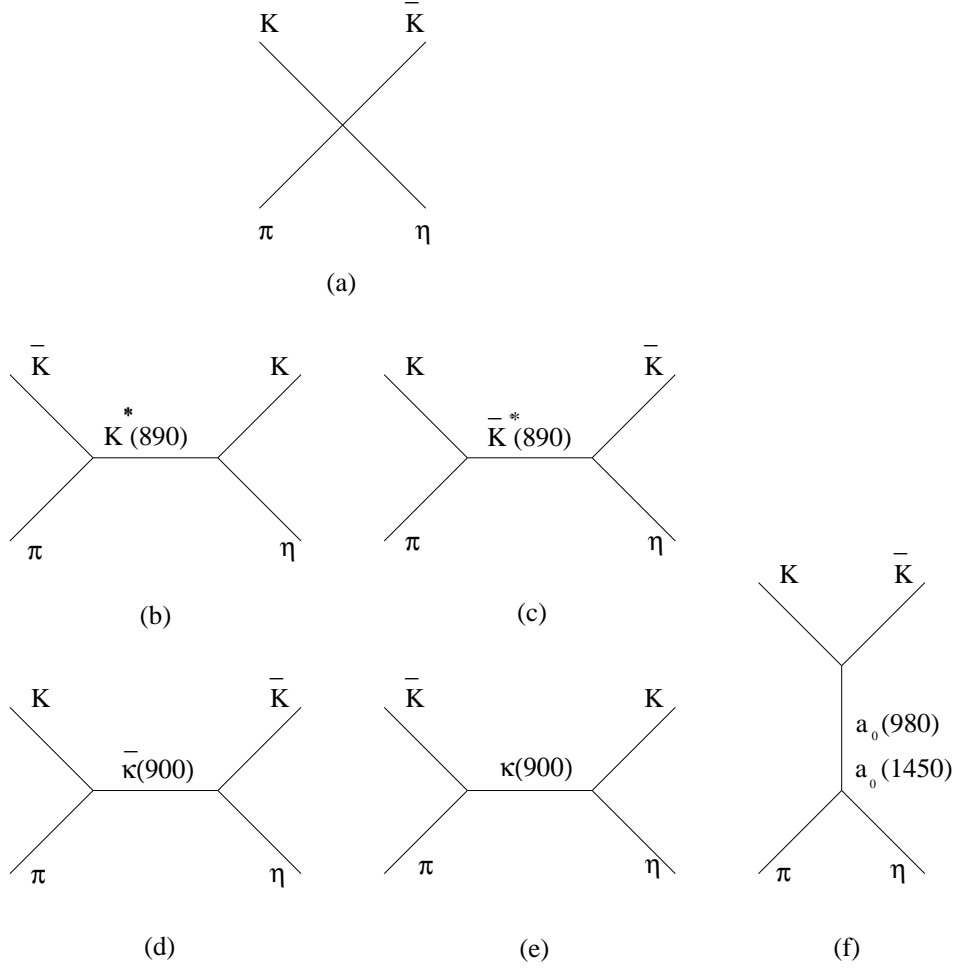 K K̄
π η
(a)
K̄ K
K*(890)
π η
(b)
K K̄
K̄*(890)
π η
(c)
K K̄
κ̄(900)
π η
(d)
K̄ K
κ(900)
π η
(e)
K K̄
a₀(980)
a₀(1450)
π η
(f)